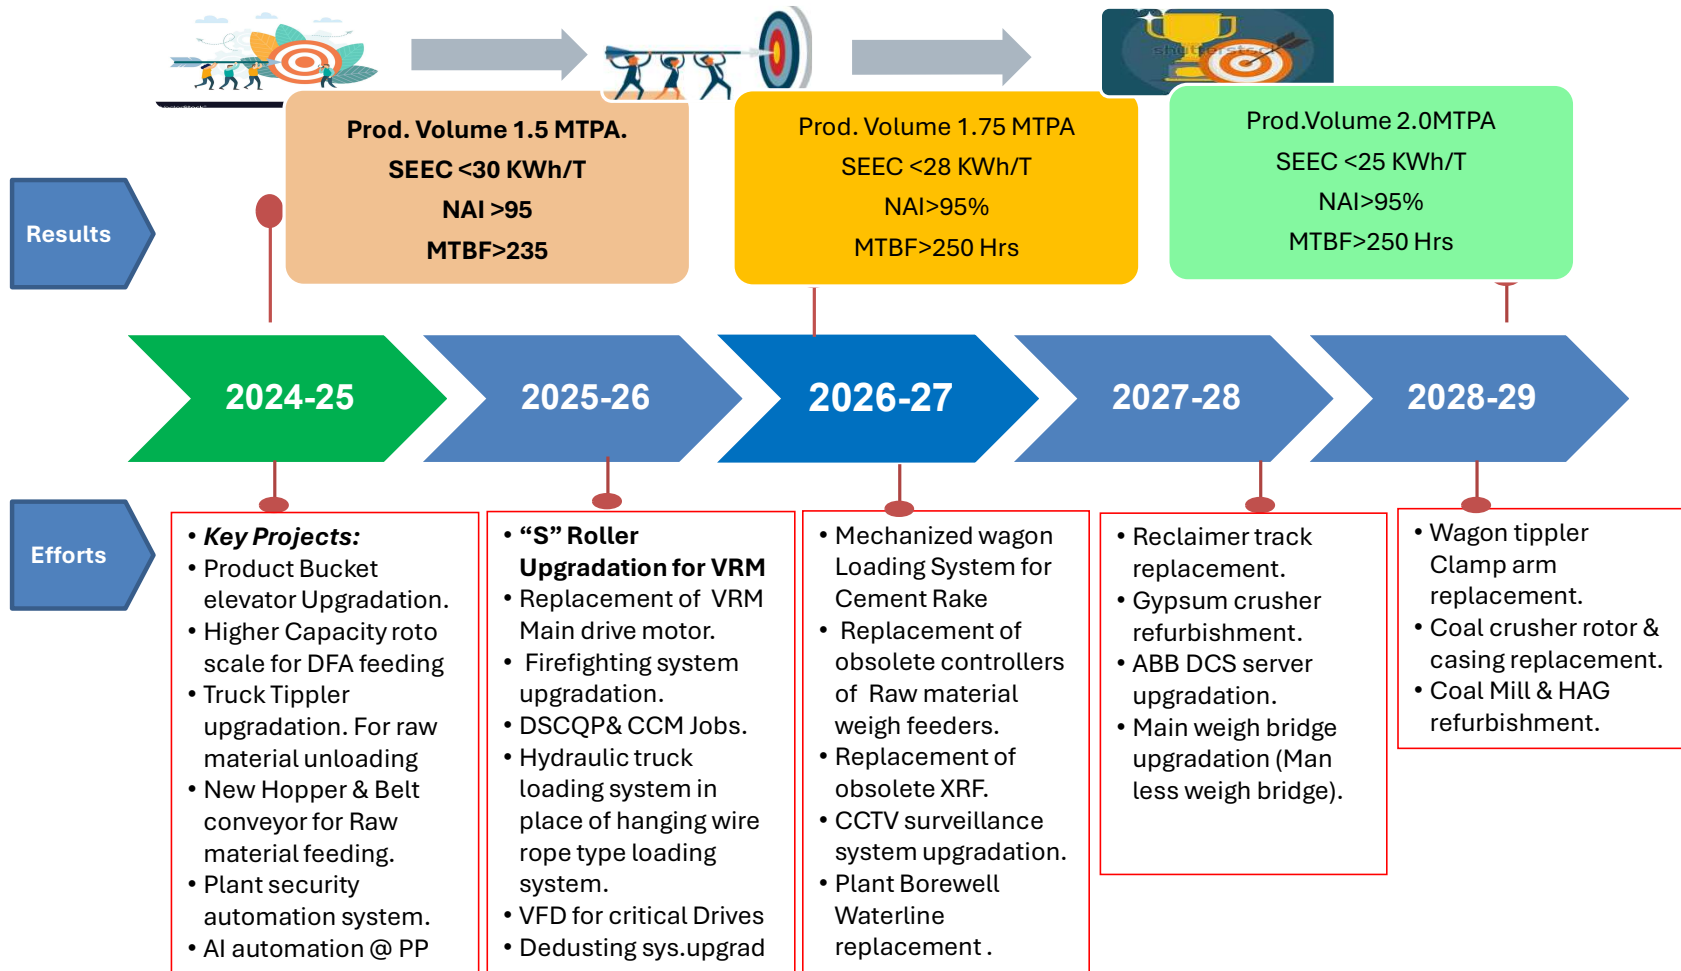 shutterstock
Prod. Volume 1.5 MTPA.
SEEC <30 KWh/T
NAI >95
MTBF>235
Prod. Volume 1.75 MTPA
SEEC <28 KWh/T
NAI>95%
MTBF>250 Hrs
Prod.Volume 2.0MTPA
SEEC <25 KWh/T
NAI>95%
MTBF>250 Hrs
Results
2024-25
2025-26
2026-27
2027-28
2028-29
Efforts
• Key Projects:
• Product Bucket
elevator Upgradation.
• Higher Capacity roto
scale for DFA feeding
• Truck Tippler
upgradation. For raw
material unloading
• New Hopper & Belt
conveyor for Raw
material feeding.
• Plant security
automation system.
• AI automation @ PP
• “S” Roller
Upgradation for VRM
• Replacement of VRM
Main drive motor.
• Firefighting system
upgradation.
• DSCQP& CCM Jobs.
• Hydraulic truck
loading system in
place of hanging wire
rope type loading
system.
• VFD for critical Drives
• Dedusting sys.upgrad
• Mechanized wagon
Loading System for
Cement Rake
• Replacement of
obsolete controllers
of Raw material
weigh feeders.
• Replacement of
obsolete XRF.
• CCTV surveillance
system upgradation.
• Plant Borewell
Waterline
replacement .
• Reclaimer track
replacement.
• Gypsum crusher
refurbishment.
• ABB DCS server
upgradation.
• Main weigh bridge
upgradation (Man
less weigh bridge).
• Wagon tippler
Clamp arm
replacement.
• Coal crusher rotor &
casing replacement.
• Coal Mill & HAG
refurbishment.